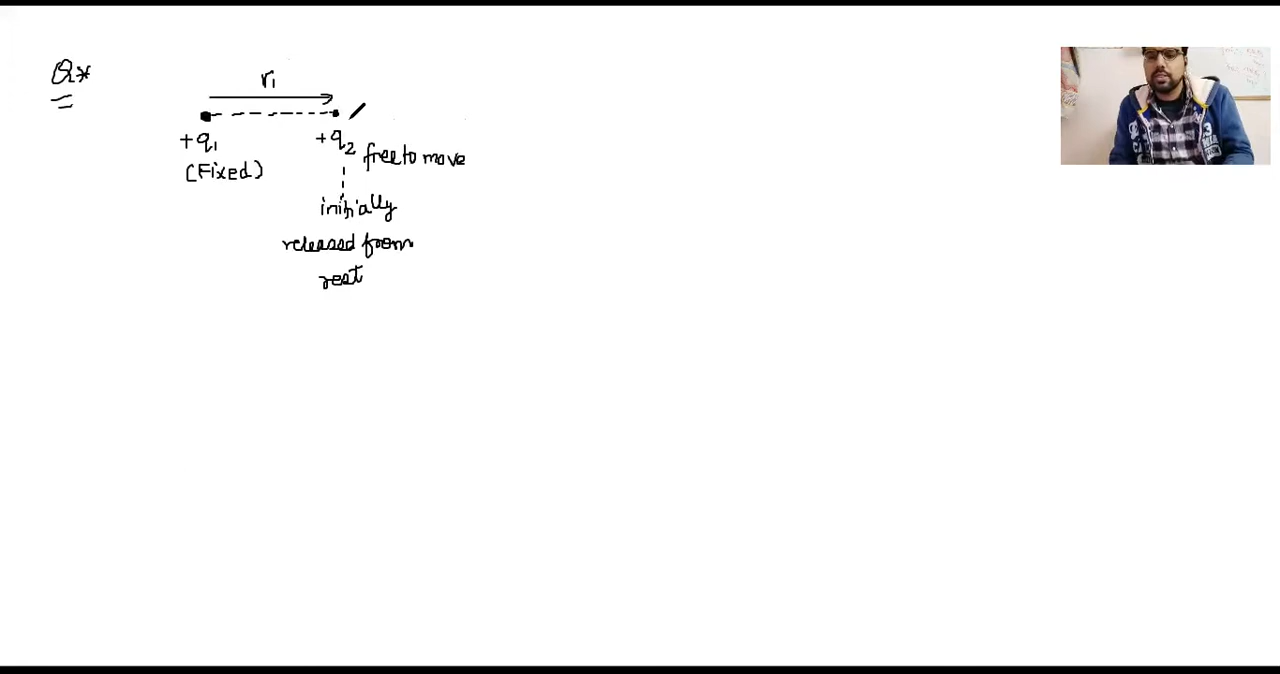 Q*
r₁
+q₁ +q₂
(Fixed) free to move
initially
released from
rest